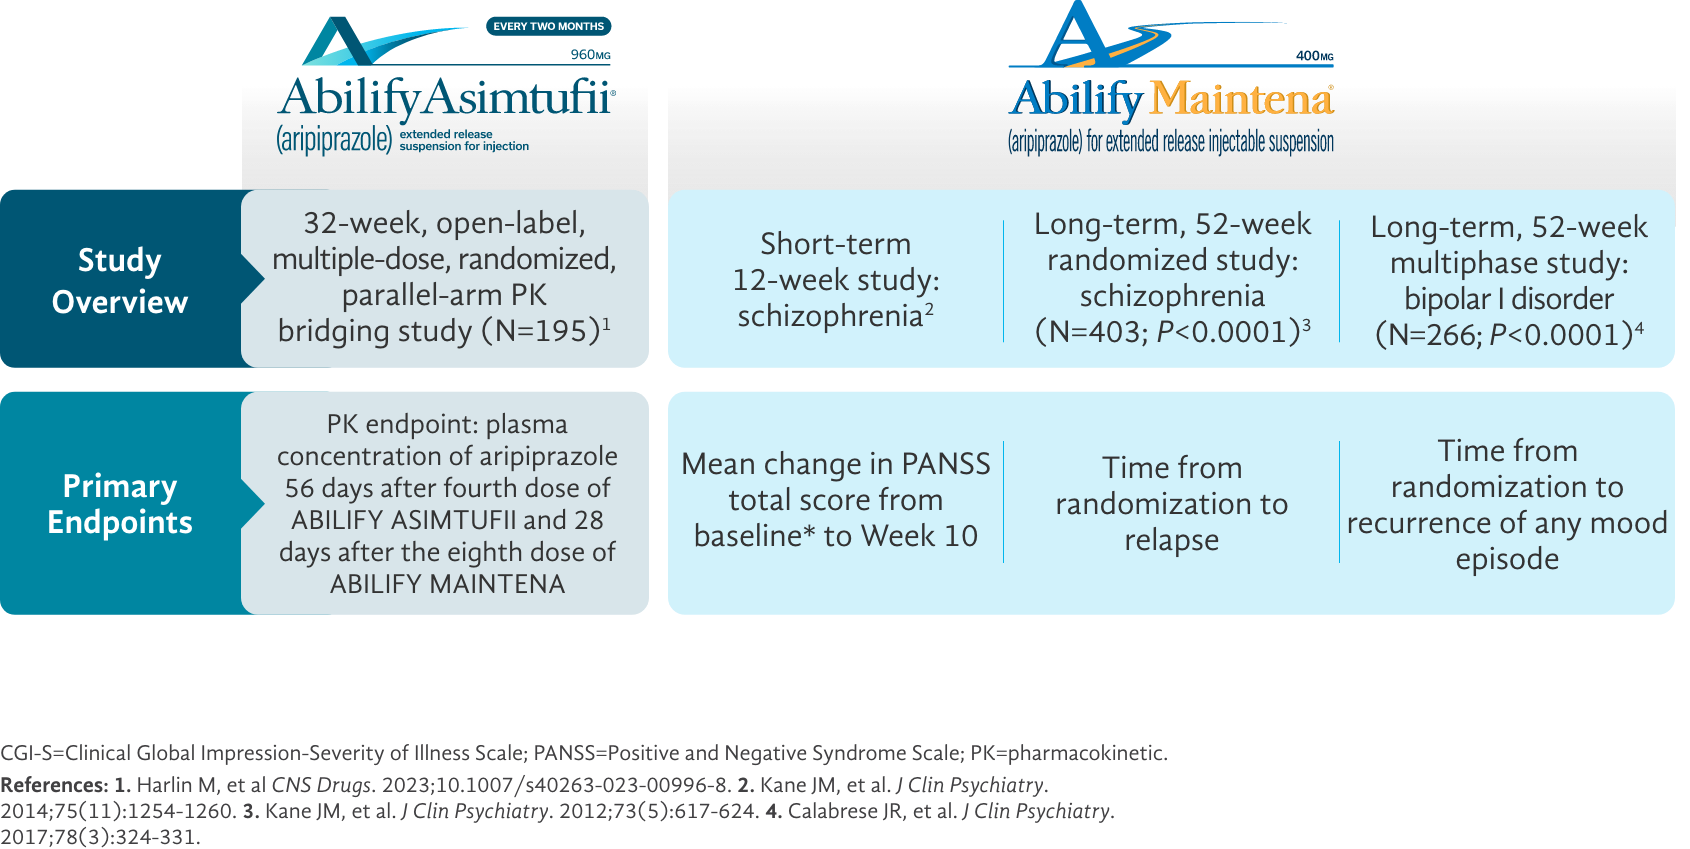 EVERY TWO MONTHS
960MG
AbilifyAsimtufii®
(aripiprazole) extended release
suspension for injection
400MG
Abilify Maintena®
(aripiprazole) for extended release injectable suspension
Study
Overview
32-week, open-label,
multiple-dose, randomized,
parallel-arm PK
bridging study (N=195)¹
Short-term
12-week study:
schizophrenia²
Long-term, 52-week
randomized study:
schizophrenia
(N=403; P<0.0001)³
Long-term, 52-week
multiphase study:
bipolar I disorder
(N=266; P<0.0001)⁴
Primary
Endpoints
PK endpoint: plasma
concentration of aripiprazole
56 days after fourth dose of
ABILIFY ASIMTUFII and 28
days after the eighth dose of
ABILIFY MAINTENA
Mean change in PANSS
total score from
baseline* to Week 10
Time from
randomization to
relapse
Time from
randomization to
recurrence of any mood
episode
CGI-S=Clinical Global Impression-Severity of Illness Scale; PANSS=Positive and Negative Syndrome Scale; PK=pharmacokinetic.
References: 1. Harlin M, et al CNS Drugs. 2023;10.1007/s40263-023-00996-8. 2. Kane JM, et al. J Clin Psychiatry.
2014;75(11):1254-1260. 3. Kane JM, et al. J Clin Psychiatry. 2012;73(5):617-624. 4. Calabrese JR, et al. J Clin Psychiatry.
2017;78(3):324-331.